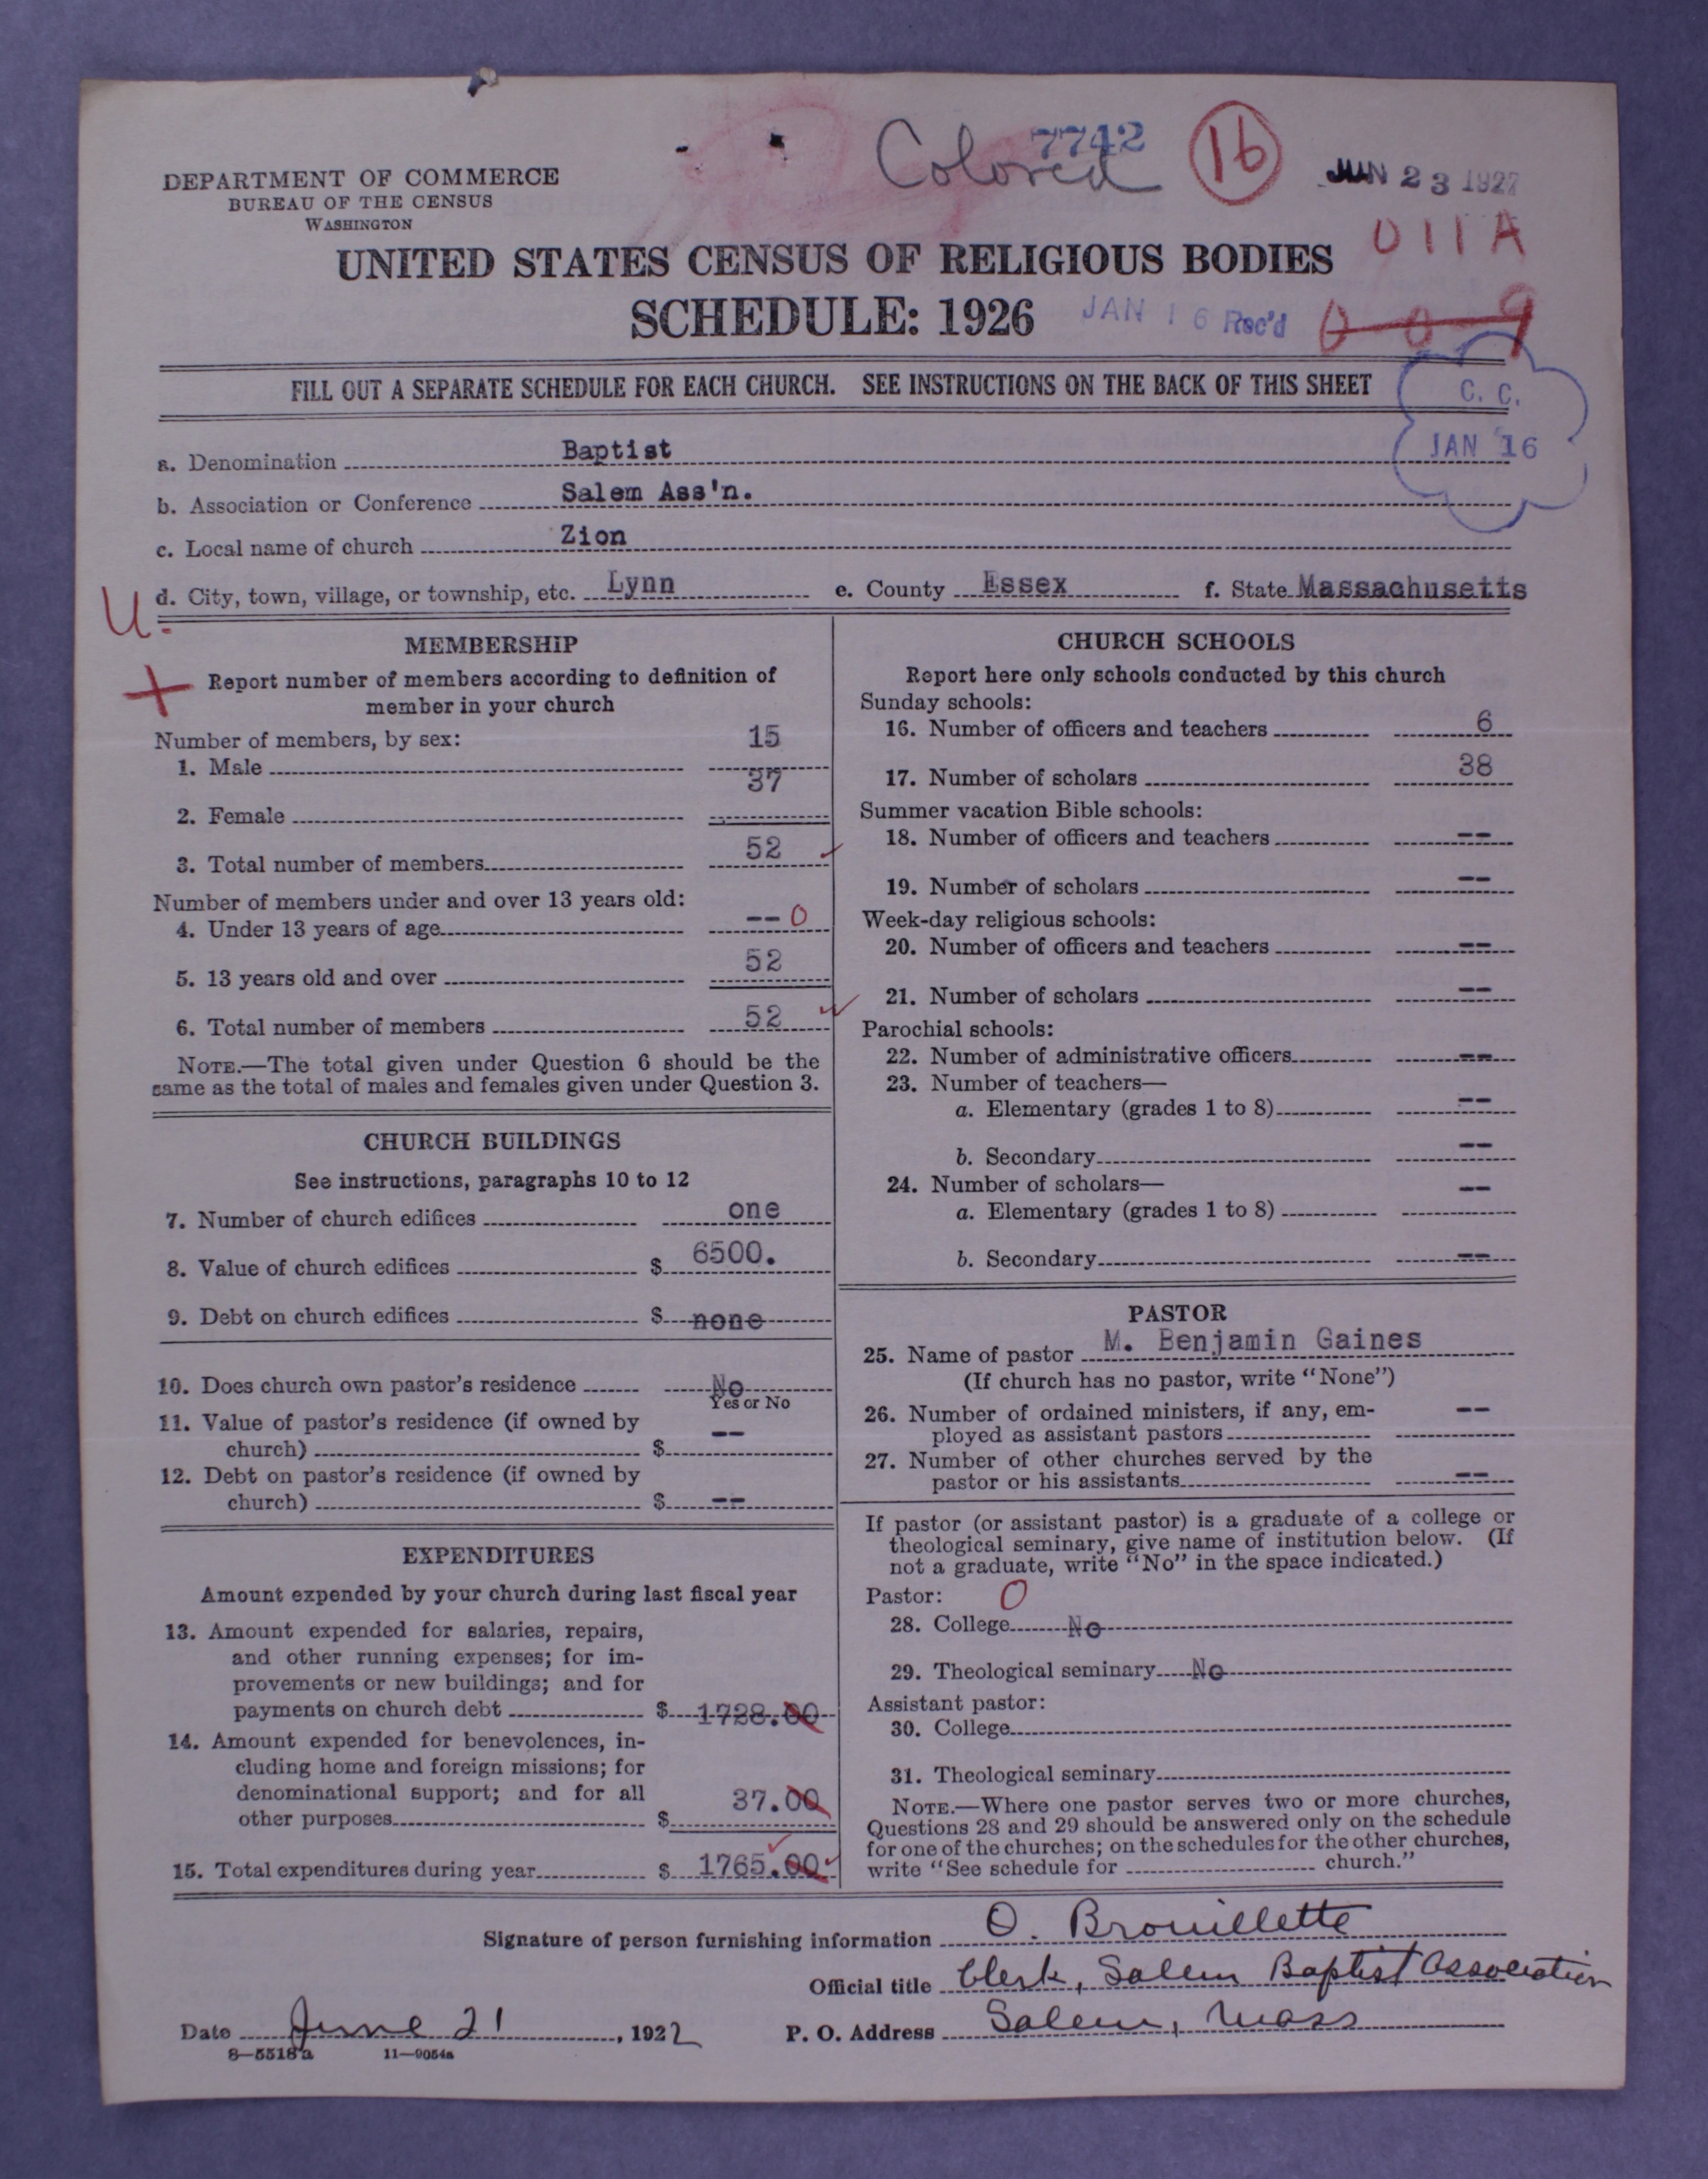 7742
Colored
16
JUN 23 1927
DEPARTMENT OF COMMERCE
BUREAU OF THE CENSUS
WASHINGTON
011A
UNITED STATES CENSUS OF RELIGIOUS BODIES
SCHEDULE: 1926
JAN 16 Rec'd
009
FILL OUT A SEPARATE SCHEDULE FOR EACH CHURCH. SEE INSTRUCTIONS ON THE BACK OF THIS SHEET
C. C.
JAN 16
a. Denomination Baptist
b. Association or Conference Salem Ass'n.
c. Local name of church Zion
U.
d. City, town, village, or township, etc. Lynn e. County Essex f. State Massachusetts
MEMBERSHIP
Report number of members according to definition of
member in your church
Number of members, by sex:
1. Male 15
2. Female 37
3. Total number of members 52
Number of members under and over 13 years old:
4. Under 13 years of age -- 0
5. 13 years old and over 52
6. Total number of members 52
NOTE.—The total given under Question 6 should be the
same as the total of males and females given under Question 3.
CHURCH BUILDINGS
See instructions, paragraphs 10 to 12
7. Number of church edifices one
8. Value of church edifices $ 6500.
9. Debt on church edifices $ none
10. Does church own pastor's residence No
Yes or No
11. Value of pastor's residence (if owned by
church) $ --
12. Debt on pastor's residence (if owned by
church) $ --
EXPENDITURES
Amount expended by your church during last fiscal year
13. Amount expended for salaries, repairs,
and other running expenses; for im-
provements or new buildings; and for
payments on church debt $ 1728.00
14. Amount expended for benevolences, in-
cluding home and foreign missions; for
denominational support; and for all
other purposes $ 37.00
15. Total expenditures during year $ 1765.00
CHURCH SCHOOLS
Report here only schools conducted by this church
Sunday schools:
16. Number of officers and teachers 6
17. Number of scholars 38
Summer vacation Bible schools:
18. Number of officers and teachers --
19. Number of scholars --
Week-day religious schools:
20. Number of officers and teachers --
21. Number of scholars --
Parochial schools:
22. Number of administrative officers --
23. Number of teachers—
a. Elementary (grades 1 to 8) --
b. Secondary --
24. Number of scholars—
a. Elementary (grades 1 to 8) --
b. Secondary --
PASTOR
25. Name of pastor M. Benjamin Gaines
(If church has no pastor, write "None")
26. Number of ordained ministers, if any, em-
ployed as assistant pastors --
27. Number of other churches served by the
pastor or his assistants --
If pastor (or assistant pastor) is a graduate of a college or
theological seminary, give name of institution below. (If
not a graduate, write "No" in the space indicated.)
Pastor: 0
28. College No
29. Theological seminary No
Assistant pastor:
30. College
31. Theological seminary
NOTE.—Where one pastor serves two or more churches,
Questions 28 and 29 should be answered only on the schedule
for one of the churches; on the schedules for the other churches,
write "See schedule for church."
Signature of person furnishing information O. Brouillette
Official title Clerk, Salem Baptist Association
Date June 21, 1922 P. O. Address Salem, Mass
8—5518a 11—9054a